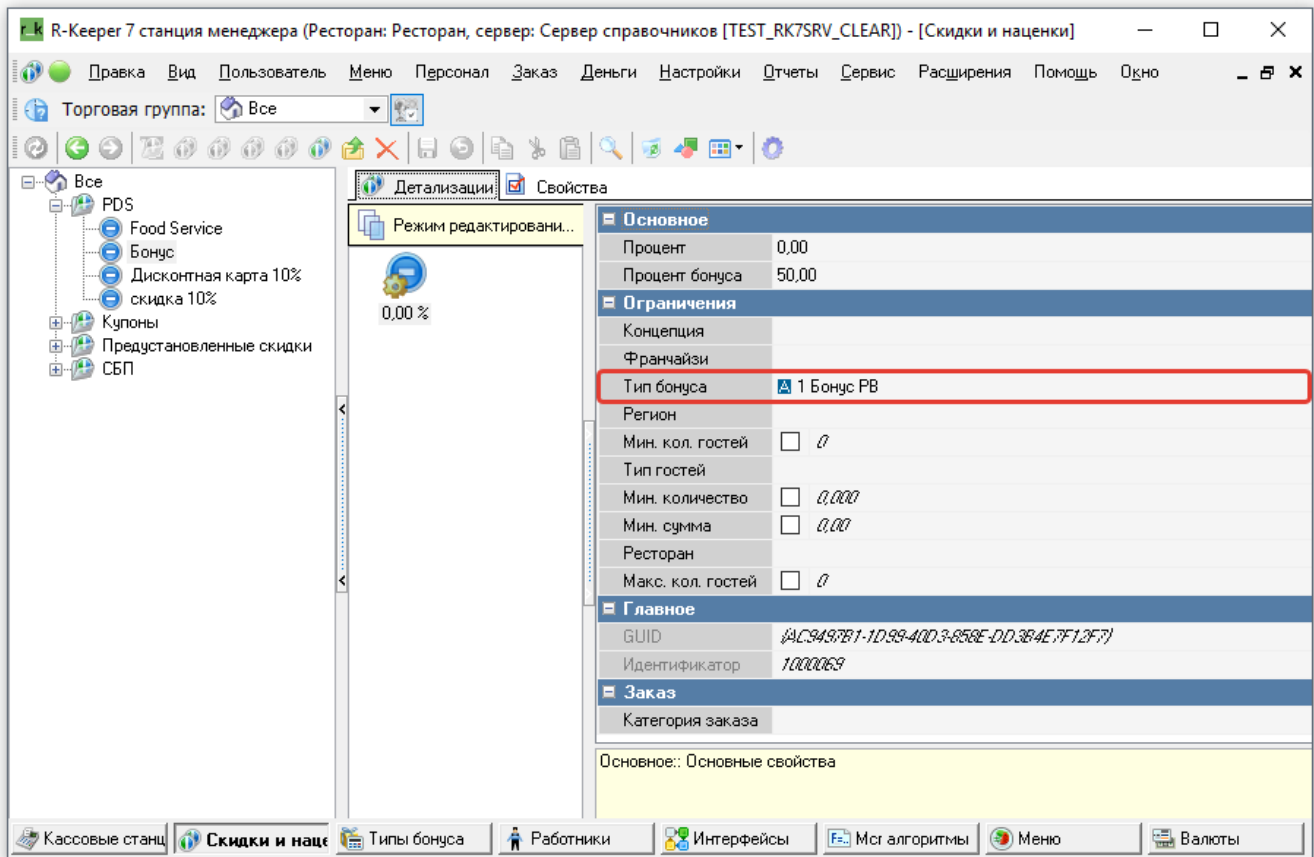 r_k R-Keeper 7 станция менеджера (Ресторан: Ресторан, сервер: Сервер справочников [TEST_RK7SRV_CLEAR]) - [Скидки и наценки]
Правка Вид Пользователь Меню Персонал Заказ Деньги Настройки Отчеты Сервис Расширения Помощь Окно
Торговая группа: Все
Все
PDS
Food Service
Бонус
Дисконтная карта 10%
скидка 10%
Купоны
Предустановленные скидки
СБП
Детализации Свойства
Режим редактировани...
0,00 %
Основное
Процент 0,00
Процент бонуса 50,00
Ограничения
Концепция
Франчайзи
Тип бонуса A 1 Бонус РВ
Регион
Мин. кол. гостей 0
Тип гостей
Мин. количество 0,000
Мин. сумма 0,00
Ресторан
Макс. кол. гостей 0
Главное
GUID {AC9497B1-1D99-40D3-858E-DD3B4E7F12F7}
Идентификатор 1000069
Заказ
Категория заказа
Основное:: Основные свойства
Кассовые станц Скидки и наце Типы бонуса Работники Интерфейсы Мcr алгоритмы Меню Валюты